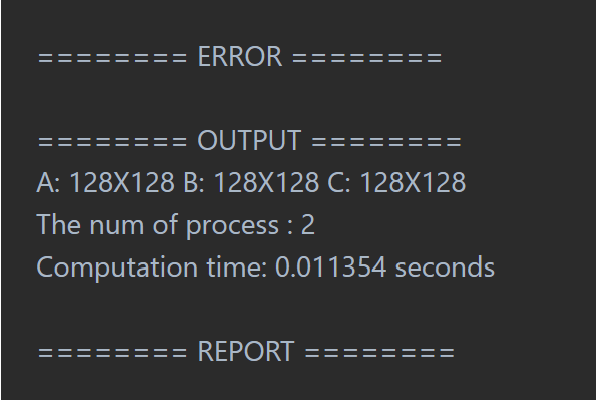 ======== ERROR ========
======== OUTPUT ========
A: 128X128 B: 128X128 C: 128X128
The num of process : 2
Computation time: 0.011354 seconds
======== REPORT ========